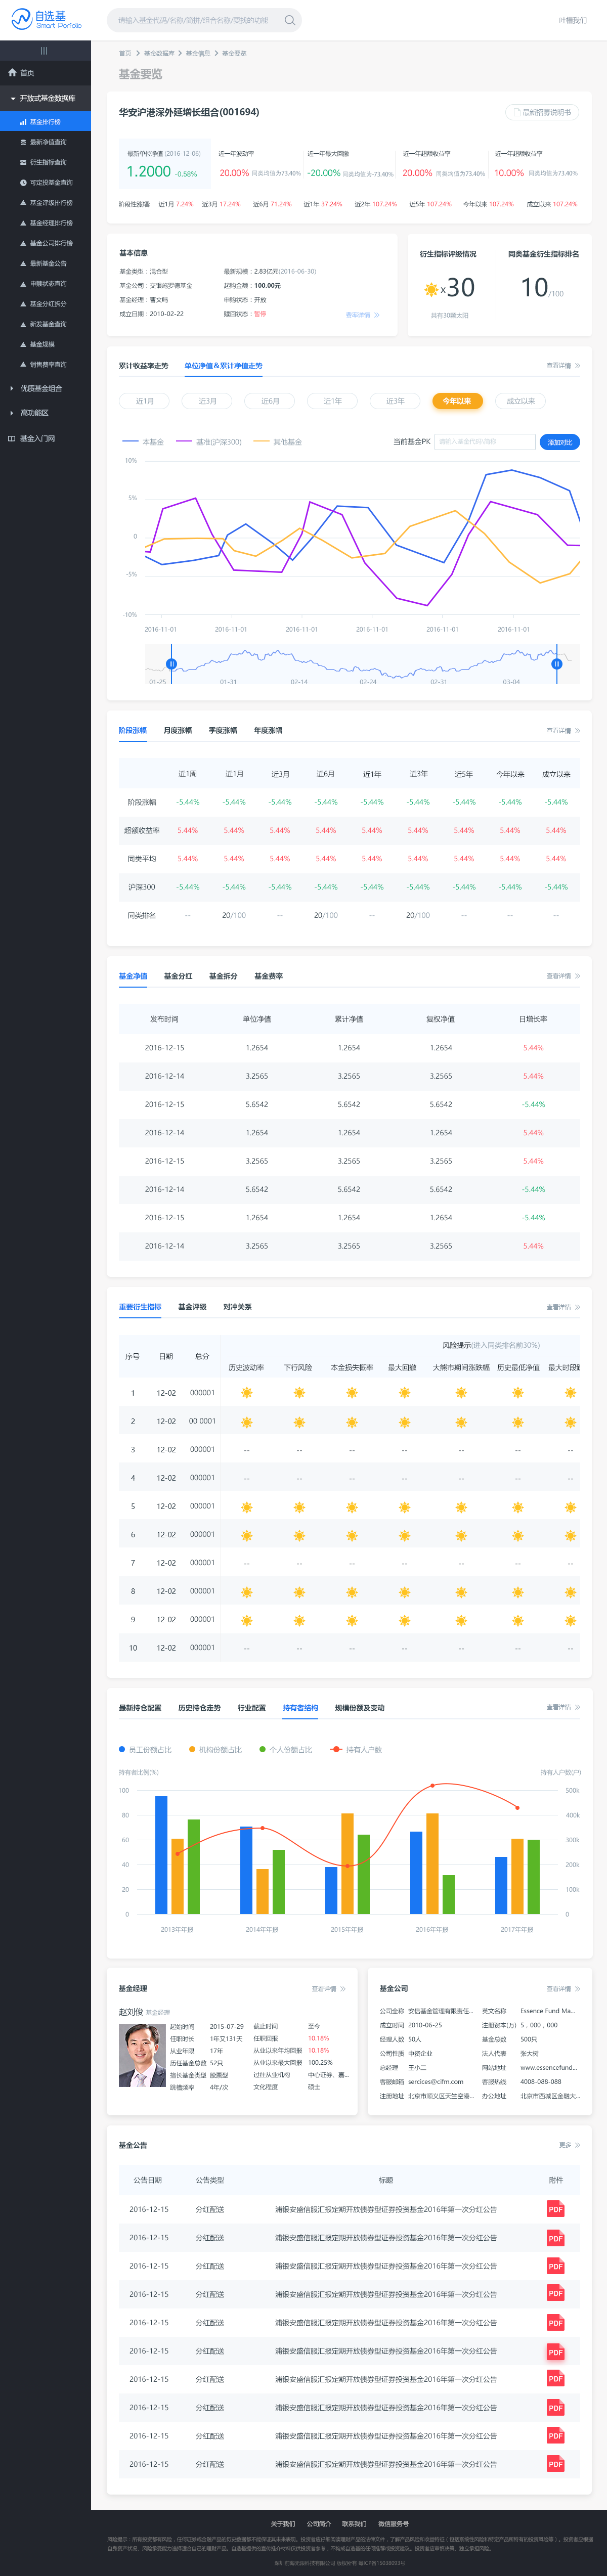 自选基
Smart Porfolio
请输入基金代码/名称/简拼/组合名称/要找的功能
吐槽我们
首页
开放式基金数据库
基金排行榜
最新净值查询
衍生指标查询
可定投基金查询
基金评级排行榜
基金经理排行榜
基金公司排行榜
最新基金公告
申赎状态查询
基金分红拆分
新发基金查询
基金规模
销售费率查询
优质基金组合
高功能区
基金入门网
首页 > 基金数据库 > 基金信息 > 基金要览
基金要览
华安沪港深外延增长组合(001694)
最新招募说明书
最新单位净值 (2016-12-06) 近一年波动率 近一年最大回撤 近一年超额收益率 近一年超额收益率
1.2000 -0.58% 20.00% 同类均值为73.40% -20.00% 同类均值为-73.40% 20.00% 同类均值为73.40% 10.00% 同类均值为73.40%
阶段性涨幅: 近1月 7.24% 近3月 17.24% 近6月 71.24% 近1年 37.24% 近2年 107.24% 近5年 107.24% 今年以来 107.24% 成立以来 107.24%
基本信息
基金类型：混合型 最新规模：2.83亿元(2016-06-30)
基金公司：交银施罗德基金 起购金额：100.00元
基金经理：曹文吗 申购状态：开放
成立日期：2010-02-22 赎回状态：暂停 费率详情
衍生指标评级情况
x30
共有30颗太阳
同类基金衍生指标排名
10/100
累计收益率走势 单位净值&累计净值走势 查看详情
近1月 近3月 近6月 近1年 近3年 今年以来 成立以来
本基金 基准(沪深300) 其他基金 当前基金PK 请输入基金代码/简称 添加对比
10%
5%
0
-5%
-10%
2016-11-01 2016-11-01 2016-11-01 2016-11-01 2016-11-01 2016-11-01
01-25 01-31 02-14 02-24 02-31 03-04
阶段涨幅 月度涨幅 季度涨幅 年度涨幅 查看详情
近1周 近1月 近3月 近6月 近1年 近3年 近5年 今年以来 成立以来
阶段涨幅 -5.44% -5.44% -5.44% -5.44% -5.44% -5.44% -5.44% -5.44% -5.44%
超额收益率 5.44% 5.44% 5.44% 5.44% 5.44% 5.44% 5.44% 5.44% 5.44%
同类平均 5.44% 5.44% 5.44% 5.44% 5.44% 5.44% 5.44% 5.44% 5.44%
沪深300 -5.44% -5.44% -5.44% -5.44% -5.44% -5.44% -5.44% -5.44% -5.44%
同类排名 -- 20/100 -- 20/100 -- 20/100 -- -- --
基金净值 基金分红 基金拆分 基金费率 查看详情
发布时间 单位净值 累计净值 复权净值 日增长率
2016-12-15 1.2654 1.2654 1.2654 5.44%
2016-12-14 3.2565 3.2565 3.2565 5.44%
2016-12-15 5.6542 5.6542 5.6542 -5.44%
2016-12-14 1.2654 1.2654 1.2654 5.44%
2016-12-15 3.2565 3.2565 3.2565 5.44%
2016-12-14 5.6542 5.6542 5.6542 -5.44%
2016-12-15 1.2654 1.2654 1.2654 -5.44%
2016-12-14 3.2565 3.2565 3.2565 5.44%
重要衍生指标 基金评级 对冲关系 查看详情
风险提示(进入同类排名前30%)
序号 日期 总分 历史波动率 下行风险 本金损失概率 最大回撤 大熊市期间涨跌幅 历史最低净值 最大时段跌
1 12-02 000001
2 12-02 00 0001
3 12-02 000001 -- -- -- -- -- -- --
4 12-02 000001 -- -- -- -- -- -- --
5 12-02 000001
6 12-02 000001
7 12-02 000001 -- -- -- -- -- -- --
8 12-02 000001
9 12-02 000001
10 12-02 000001 -- -- -- -- -- -- --
最新持仓配置 历史持仓走势 行业配置 持有者结构 规模份额及变动 查看详情
员工份额占比 机构份额占比 个人份额占比 持有人户数
持有者比例(%) 持有人户数(户)
100 500k
80 400k
60 300k
40 200k
20 100k
0 0
2013年年报 2014年年报 2015年年报 2016年年报 2017年年报
基金经理 查看详情
赵刘俊 基金经理
起始时间 2015-07-29 截止时间 至今
任职时长 1年又131天 任职回报 10.18%
从业年限 17年 从业以来年均回报 10.18%
历任基金总数 52只 从业以来最大回报 100.25%
擅长基金类型 股票型 过往从业机构 中心证券、嘉...
跳槽频率 4年/次 文化程度 硕士
基金公司 查看详情
公司全称 安信基金管理有限责任... 英文名称 Essence Fund Ma...
成立时间 2010-06-25 注册资本(万) 5，000，000
经理人数 50人 基金总数 500只
公司性质 中资企业 法人代表 张大树
总经理 王小二 网站地址 www.essencefund...
客服邮箱 sercices@cifm.com 客服热线 4008-088-088
注册地址 北京市顺义区天竺空港... 办公地址 北京市西城区金融大...
基金公告 更多
公告日期 公告类型 标题 附件
2016-12-15 分红配送 浦银安盛信服汇报定期开放债券型证券投资基金2016年第一次分红公告 PDF
2016-12-15 分红配送 浦银安盛信服汇报定期开放债券型证券投资基金2016年第一次分红公告 PDF
2016-12-15 分红配送 浦银安盛信服汇报定期开放债券型证券投资基金2016年第一次分红公告 PDF
2016-12-15 分红配送 浦银安盛信服汇报定期开放债券型证券投资基金2016年第一次分红公告 PDF
2016-12-15 分红配送 浦银安盛信服汇报定期开放债券型证券投资基金2016年第一次分红公告 PDF
2016-12-15 分红配送 浦银安盛信服汇报定期开放债券型证券投资基金2016年第一次分红公告 PDF
2016-12-15 分红配送 浦银安盛信服汇报定期开放债券型证券投资基金2016年第一次分红公告 PDF
2016-12-15 分红配送 浦银安盛信服汇报定期开放债券型证券投资基金2016年第一次分红公告 PDF
2016-12-15 分红配送 浦银安盛信服汇报定期开放债券型证券投资基金2016年第一次分红公告 PDF
2016-12-15 分红配送 浦银安盛信服汇报定期开放债券型证券投资基金2016年第一次分红公告 PDF
关于我们 公司简介 联系我们 微信服务号